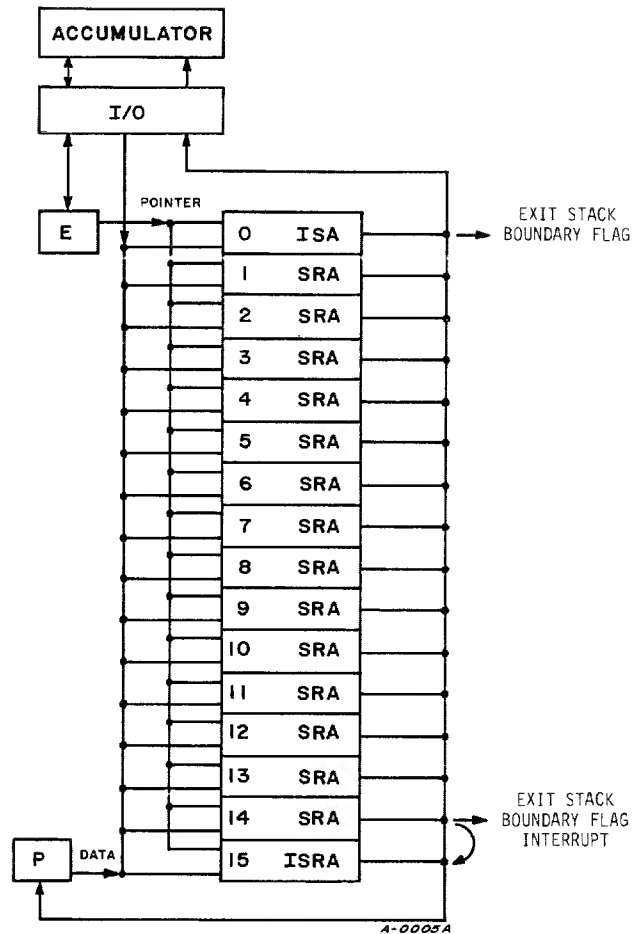 ACCUMULATOR
I/O
POINTER
E
0 ISA
EXIT STACK
BOUNDARY FLAG
1 SRA
2 SRA
3 SRA
4 SRA
5 SRA
6 SRA
7 SRA
8 SRA
9 SRA
10 SRA
11 SRA
12 SRA
13 SRA
14 SRA
EXIT STACK
BOUNDARY FLAG
INTERRUPT
P
DATA
15 ISRA
A-0005A